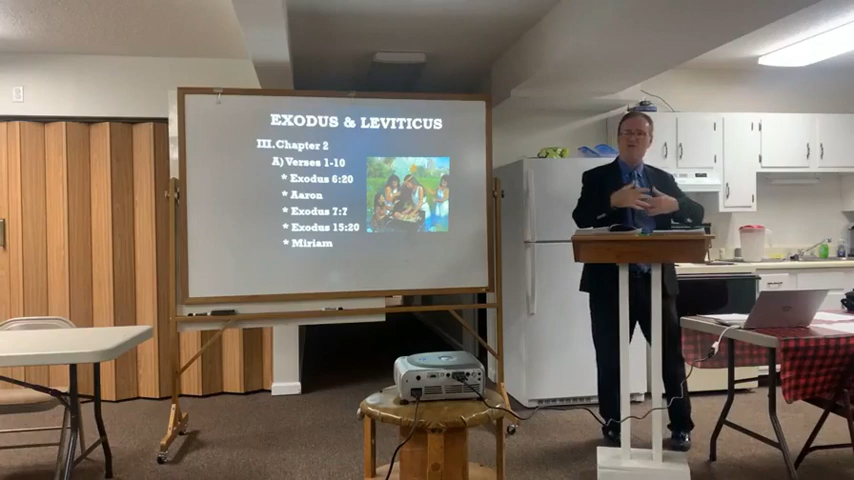 EXODUS & LEVITICUS
III.Chapter 2
A) Verses 1-10
* Exodus 6:20
* Aaron
* Exodus 7:7
* Exodus 15:20
* Miriam